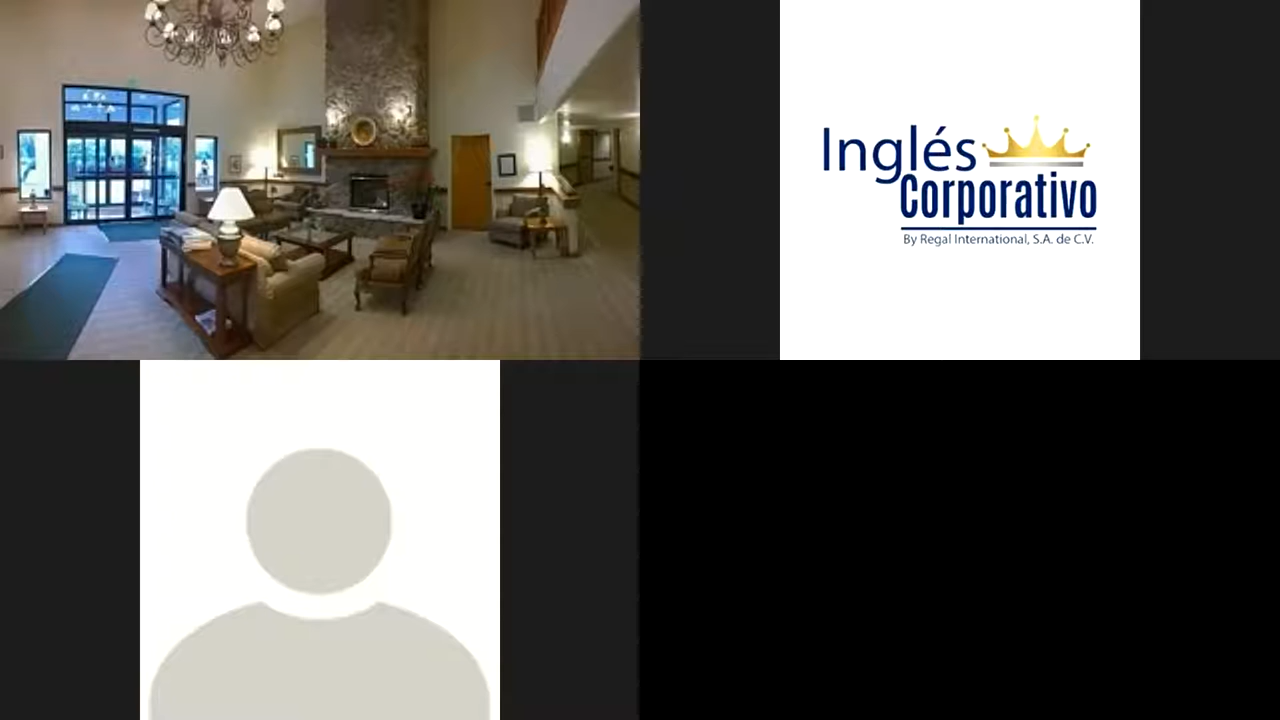 Inglés
Corporativo
By Regal International, S.A. de C.V.